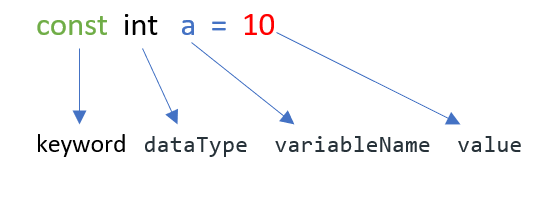 const int a = 10
keyword dataType variableName value